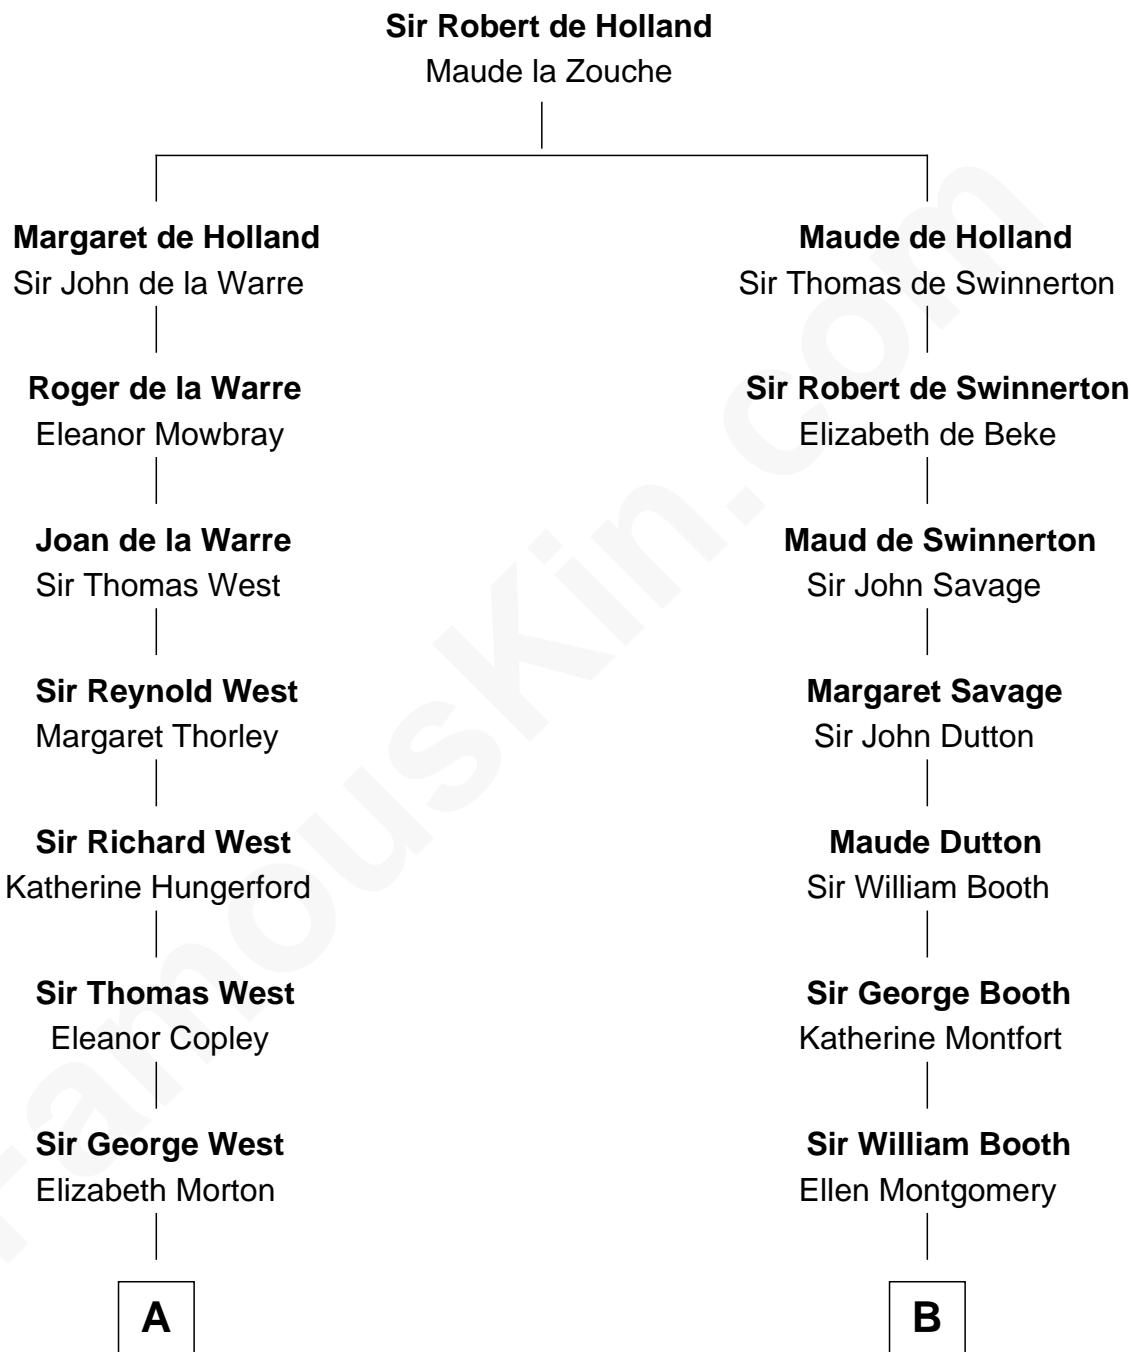 Sir Robert de Holland
Maude la Zouche
Margaret de Holland
Sir John de la Warre
Maude de Holland
Sir Thomas de Swinnerton
Roger de la Warre
Eleanor Mowbray
Sir Robert de Swinnerton
Elizabeth de Beke
Joan de la Warre
Sir Thomas West
Maud de Swinnerton
Sir John Savage
Sir Reynold West
Margaret Thorley
Margaret Savage
Sir John Dutton
Sir Richard West
Katherine Hungerford
Maude Dutton
Sir William Booth
Sir Thomas West
Eleanor Copley
Sir George Booth
Katherine Montfort
Sir George West
Elizabeth Morton
Sir William Booth
Ellen Montgomery
A
B
FamousKin.com